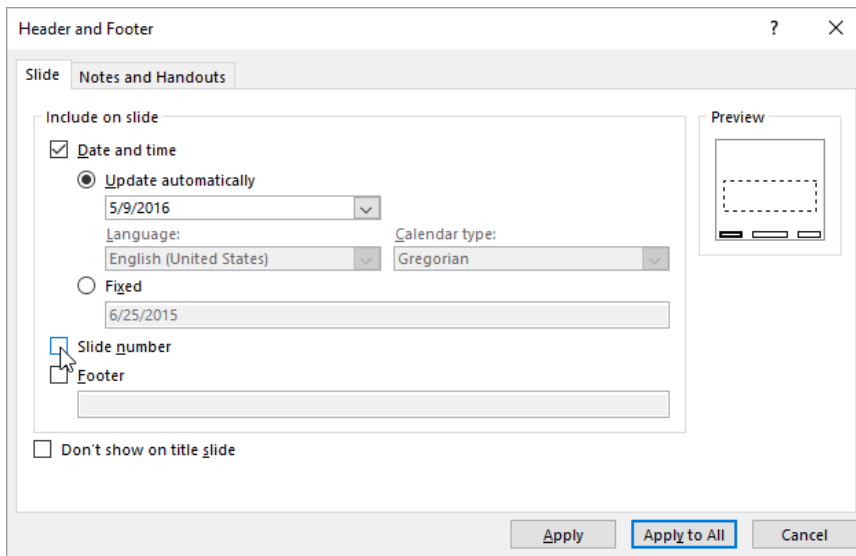 Header and Footer
?
Slide
Notes and Handouts
Include on slide
Preview
Date and time
Update automatically
5/9/2016
Language:
Calendar type:
English (United States)
Gregorian
Fixed
6/25/2015
Slide number
Footer
Don't show on title slide
Apply
Apply to All
Cancel